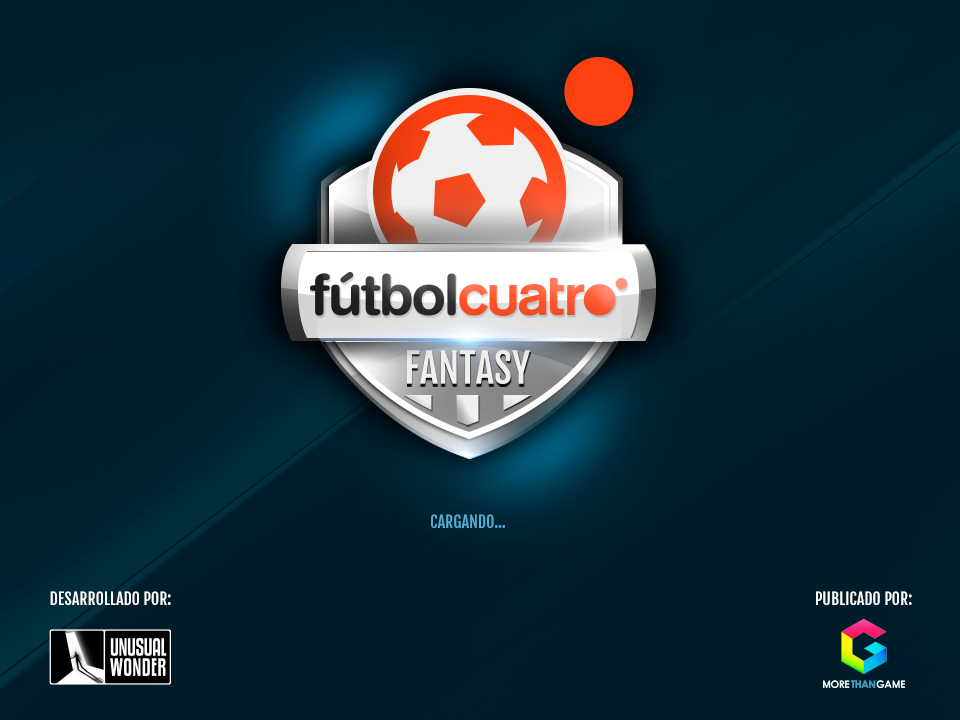 fútbolcuatro
FANTASY
CARGANDO...
DESARROLLADO POR:
PUBLICADO POR:
UNUSUAL
WONDER
MORETHANGAME